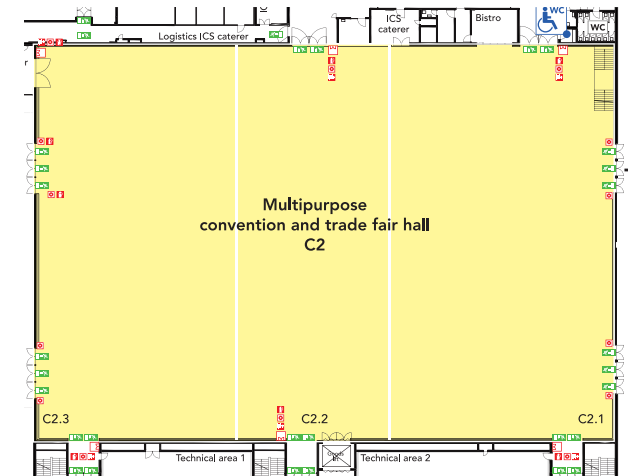 WC
ICS
caterer
Bistro
WC
Logistics ICS caterer
Multipurpose
convention and trade fair hall
C2
C2.3
C2.2
C2.1
Technical area 1
Technical area 2